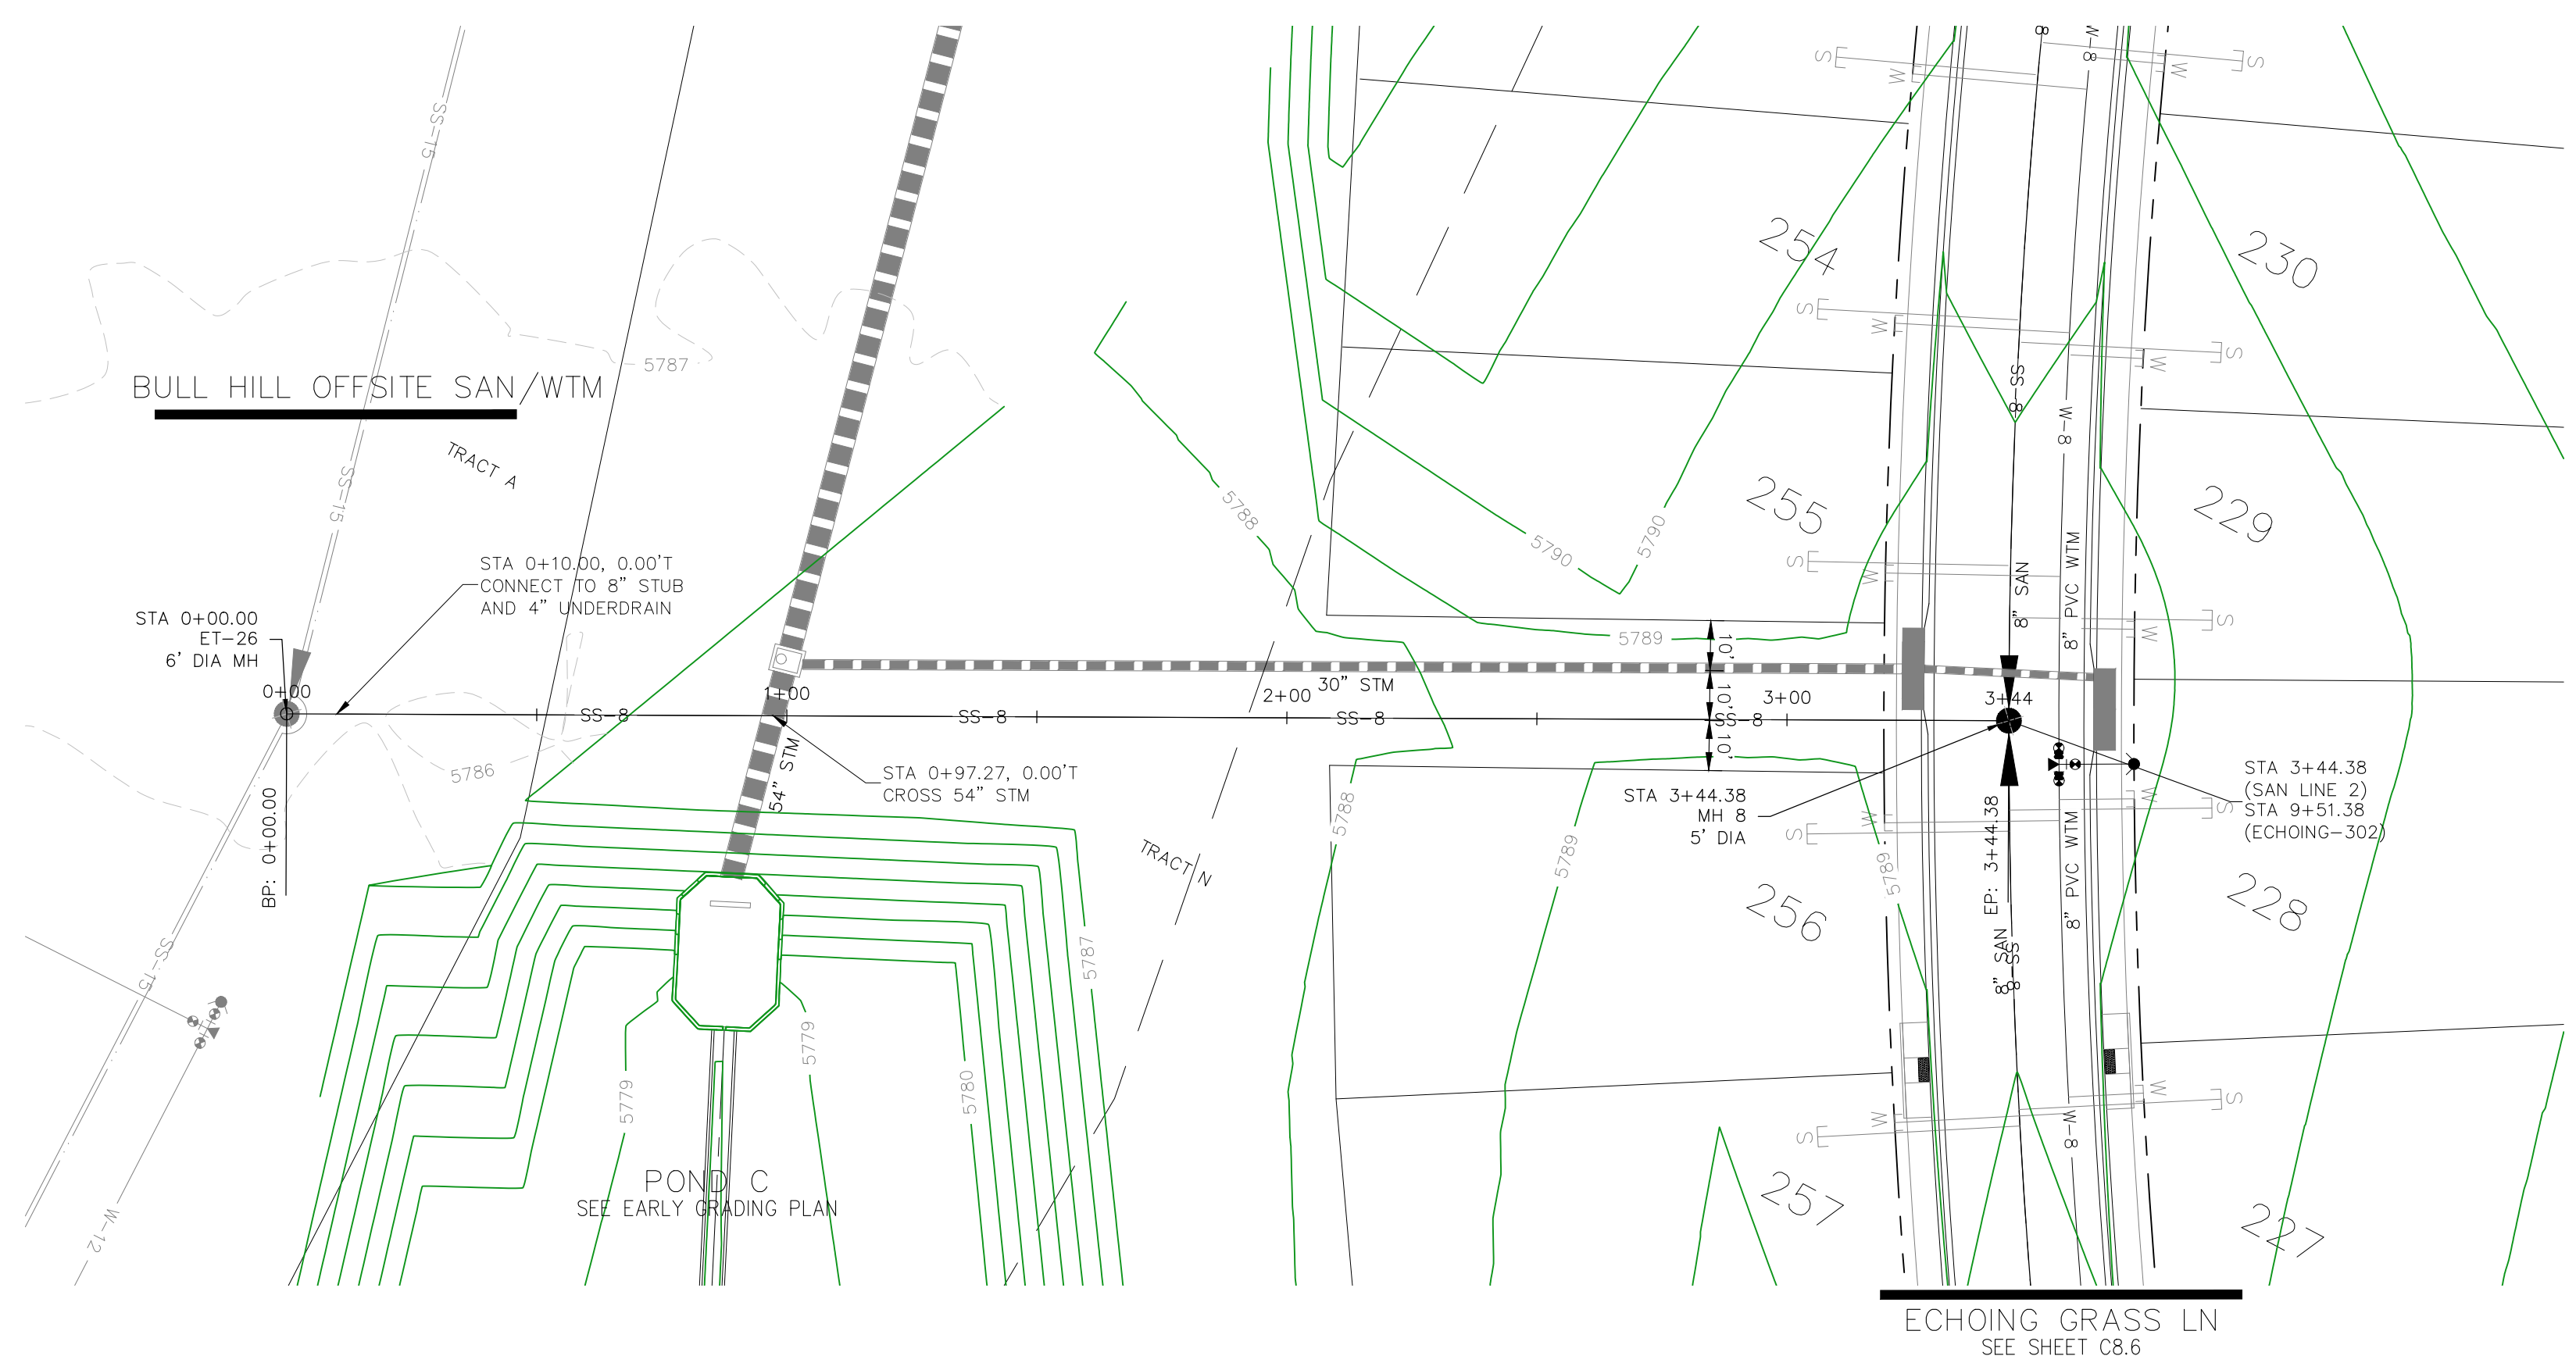 S
W
8
W-8
W
S
SS-15
254
230
S
W
S
W
5787
BULL HILL OFFSITE SAN/WTM
8-SS
W-8
TRACT A
SS-15
5788
5790
5790
255
229
STA 0+10.00, 0.00'T
CONNECT TO 8" STUB
AND 4" UNDERDRAIN
S
W
8" SAN
8" PVC WTM
STA 0+00.00
ET-26
6' DIA MH
S
W
5789
10'
0+00
1+00
2+00
30" STM
10'
3+00
3+44
SS-8
SS-8
SS-8
SS-8
10'
5786
54" STM
STA 0+97.27, 0.00'T
CROSS 54" STM
STA 3+44.38
MH 8
5' DIA
STA 3+44.38
(SAN LINE 2)
STA 9+51.38
(ECHOING-302)
BP: 0+00.00
5788
5789
W
S
W
S
5789
EP: 3+44.38
8" PVC WTM
TRACT N
256
228
SS-15
5787
8" SAN
8-SS
5779
5779
5780
W
S
W
S
W-8
POND C
SEE EARLY GRADING PLAN
257
227
W-12
ECHOING GRASS LN
SEE SHEET C8.6